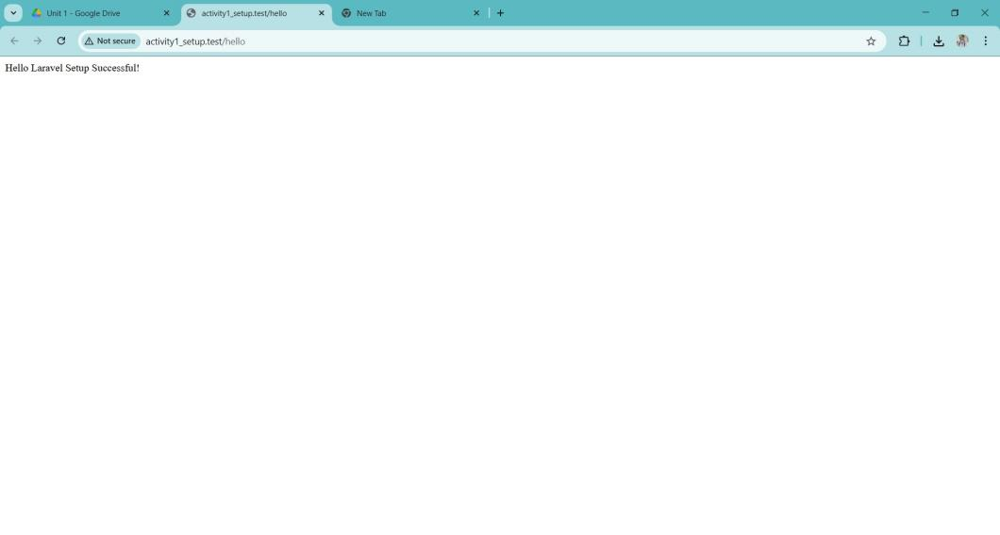 Unit 1 - Google Drive
activity1_setup.test/hello
New Tab
Not secure
activity1_setup.test/hello
Hello Laravel Setup Successful!